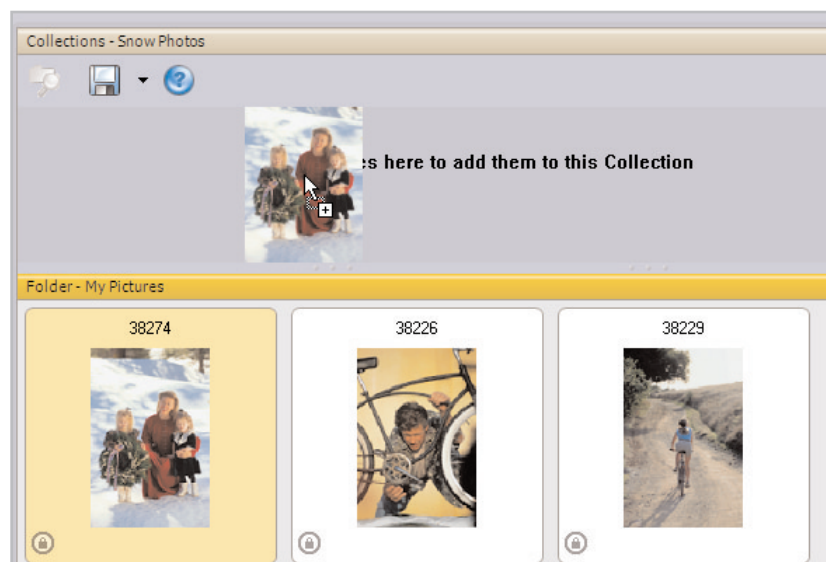 Collections - Snow Photos
?
es here to add them to this Collection
Folder - My Pictures
38274
38226
38229